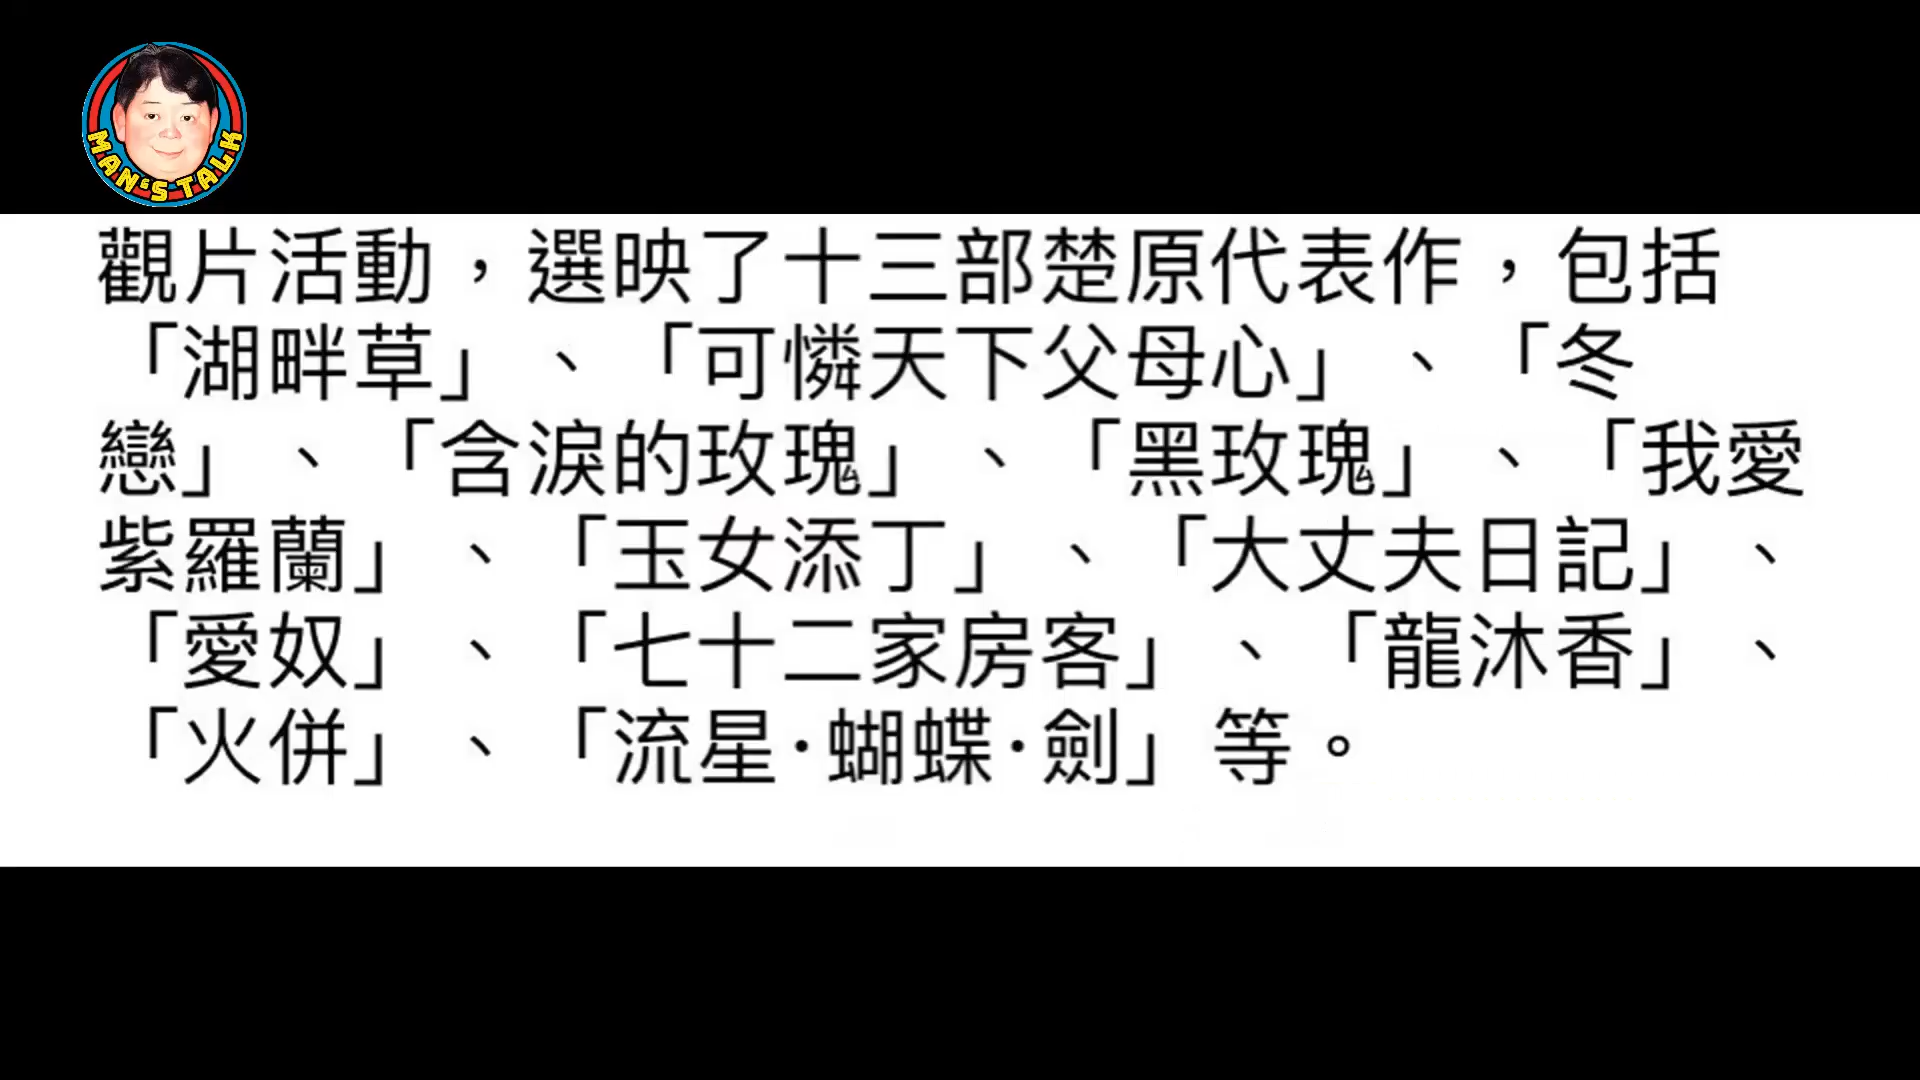 MAN'S TALK
觀片活動，選映了十三部楚原代表作，包括
「湖畔草」、「可憐天下父母心」、「冬
戀」、「含淚的玫瑰」、「黑玫瑰」、「我愛
紫羅蘭」、「玉女添丁」、「大丈夫日記」、
「愛奴」、「七十二家房客」、「龍沐香」、
「火併」、「流星·蝴蝶·劍」等。